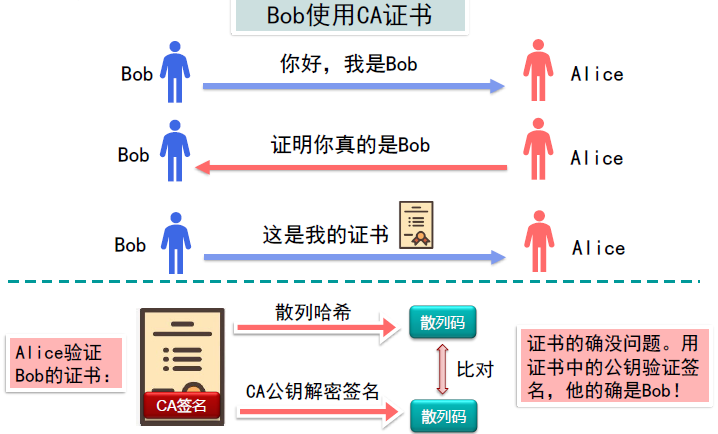 Bob使用CA证书
你好，我是Bob
Bob
Alice
证明你真的是Bob
Bob
Alice
这是我的证书
Bob
Alice
Alice验证
Bob的证书：
CA签名
散列哈希
散列码
比对
CA公钥解密签名
散列码
证书的确没问题。用
证书中的公钥验证签
名，他的确是Bob！